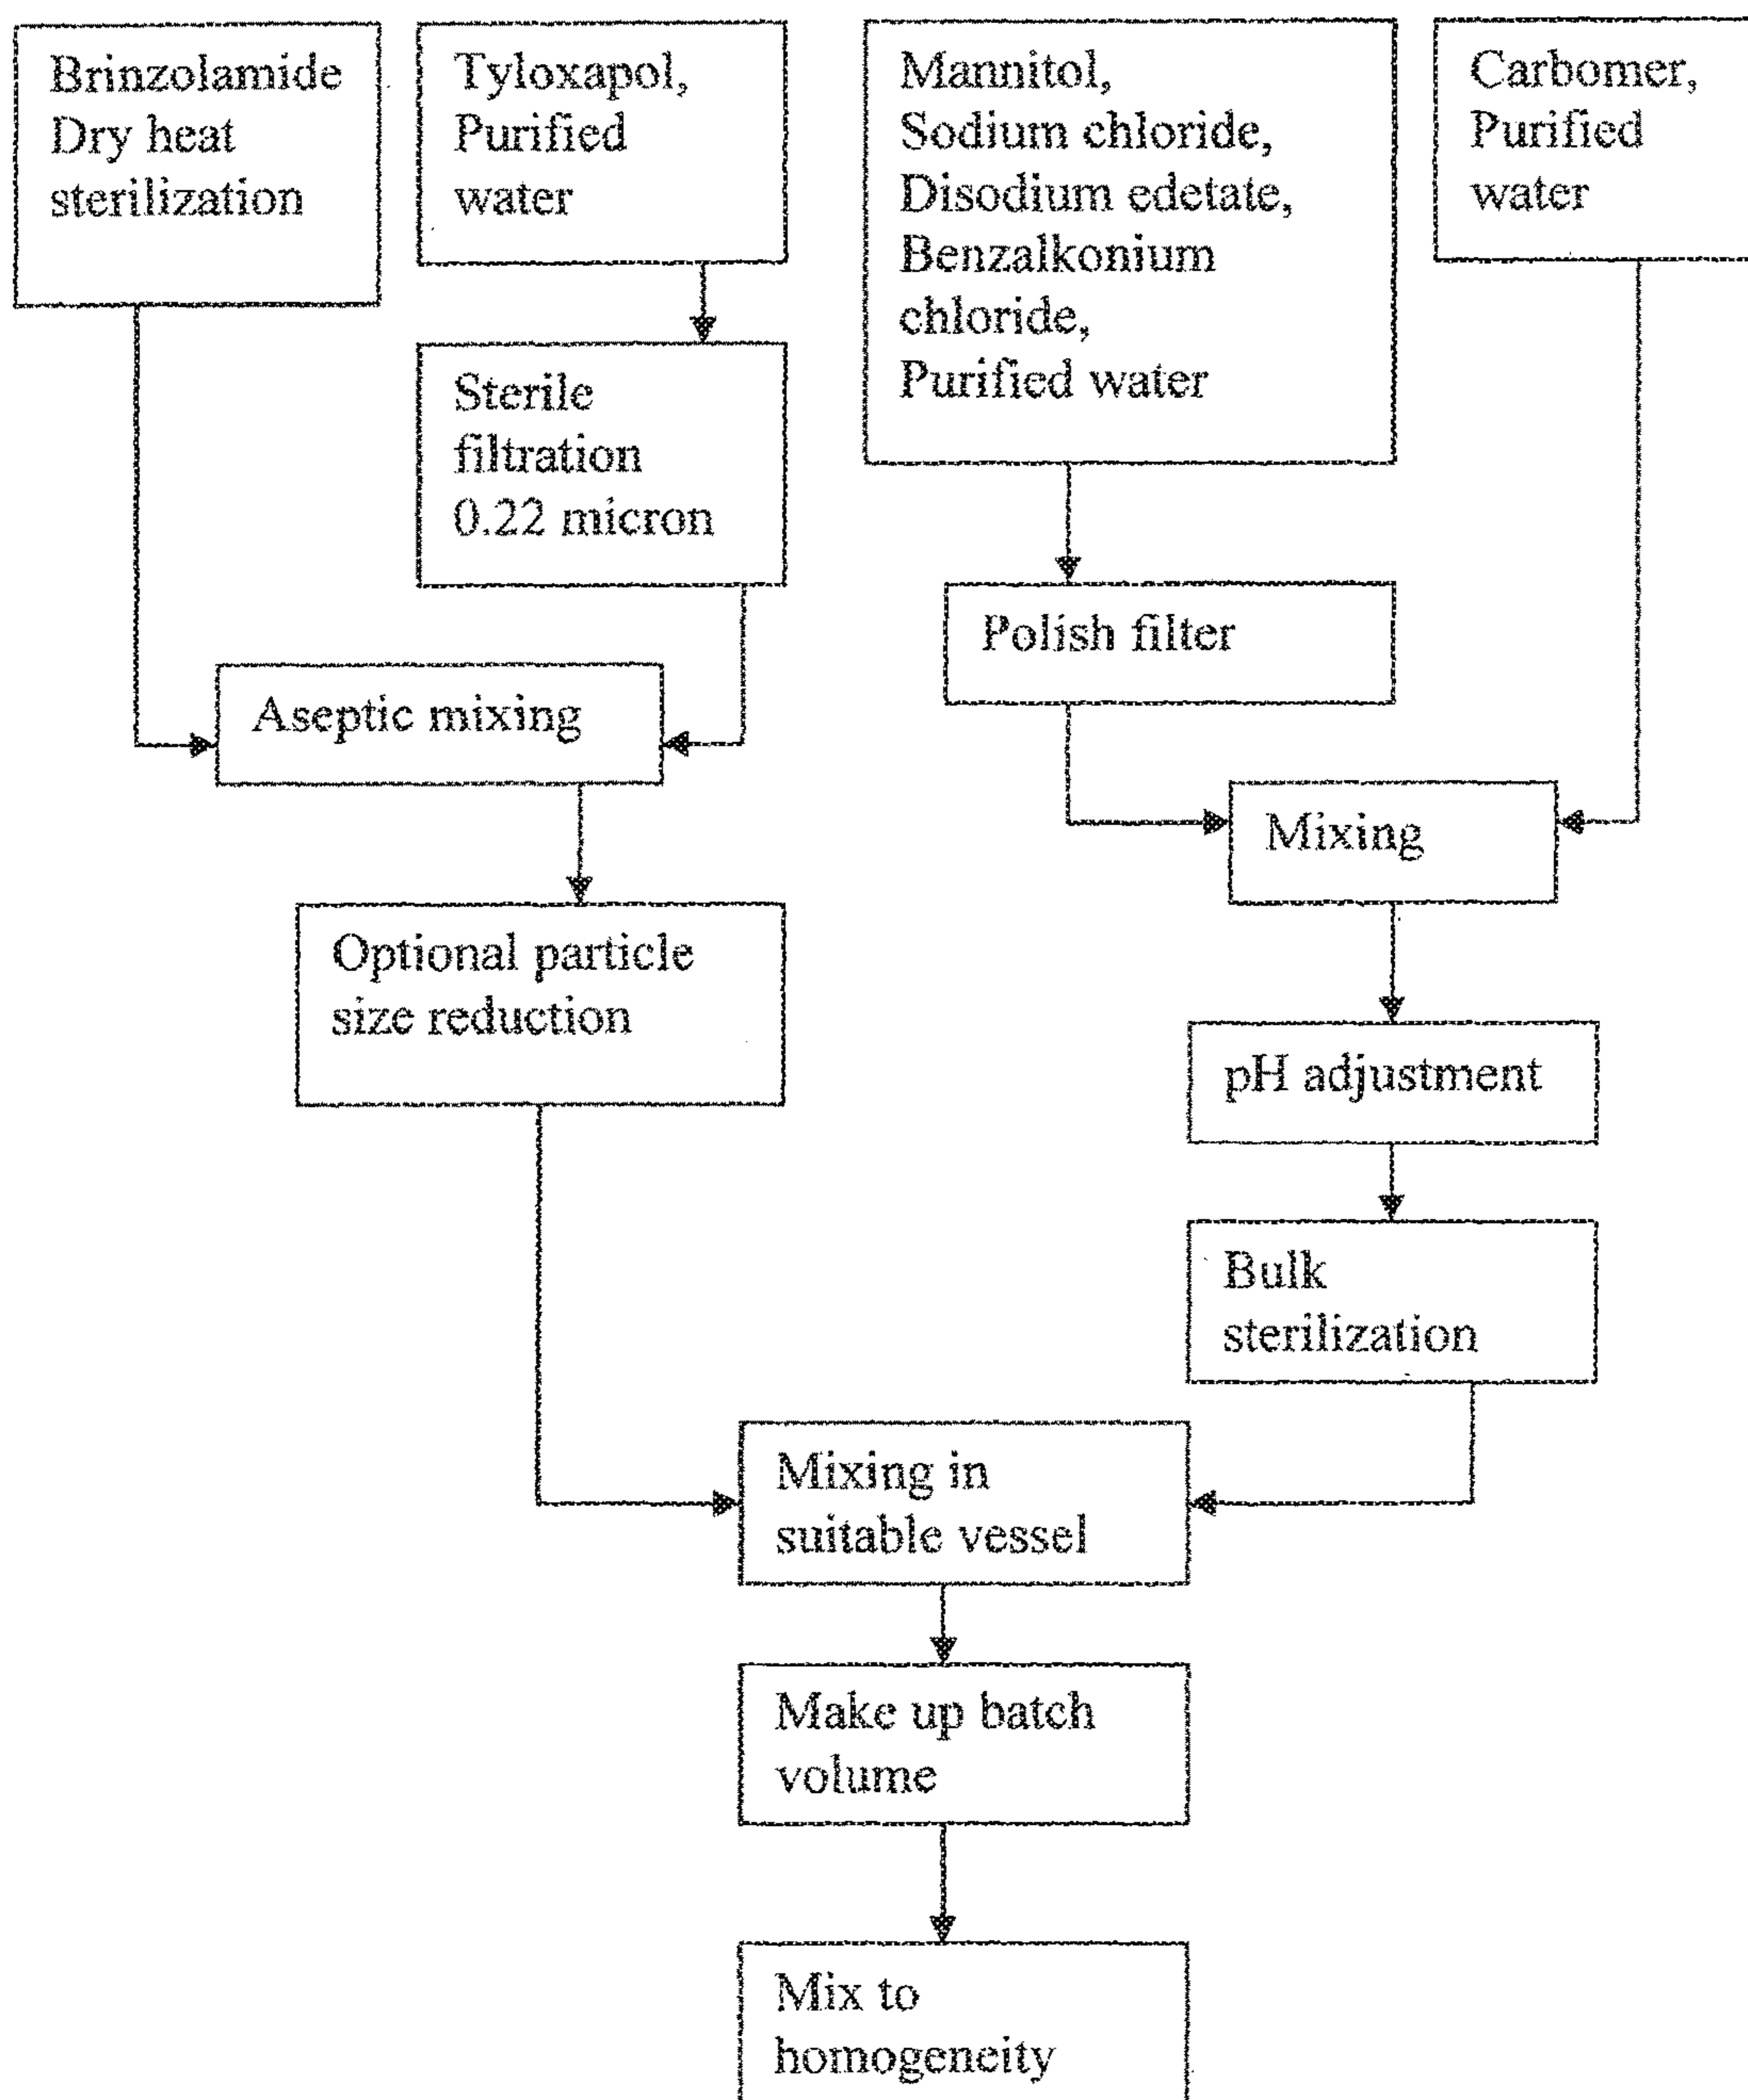 Brinzolamide
Dry heat
sterilization
Tyloxapol,
Purified
water
Mannitol,
Sodium chloride,
Disodium edetate,
Benzalkonium
chloride,
Purified water
Carbomer,
Purified
water
Sterile
filtration
0.22 micron
Polish filter
Aseptic mixing
Mixing
Optional particle
size reduction
pH adjustment
Bulk
sterilization
Mixing in
suitable vessel
Make up batch
volume
Mix to
homogeneity